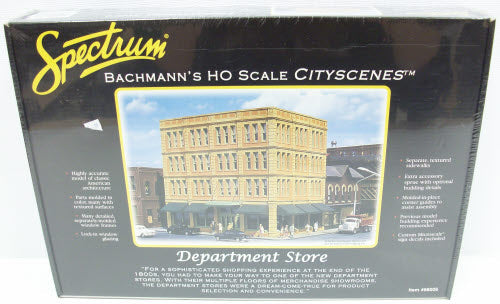 Spectrum
BACHMANN'S HO SCALE CITYSCENES™
• Highly accurate
model of classic
American
architecture
• Parts molded in
color; many with
textured surfaces
• Many detailed,
separately-molded
window frames
• Lock-in window
glazing
• Separate, textured
sidewalks
• Extra accessory
sprue with optional
building details
• Molded-in-place
corner guides to
assist assembly
• Previous model
building experience
recommended
• Custom
sign decals included
Department Store
"FOR A SOPHISTICATED SHOPPING EXPERIENCE AT THE END OF THE
1800S, YOU HAD TO MAKE YOUR WAY TO ONE OF THE NEW DEPARTMENT
STORES. WITH THEIR MULTIPLE FLOORS OF MERCHANDISE SHOWROOMS,
THE DEPARTMENT STORES WERE A DREAM-COME-TRUE FOR PRODUCT
SELECTION AND CONVENIENCE."
Item #88005